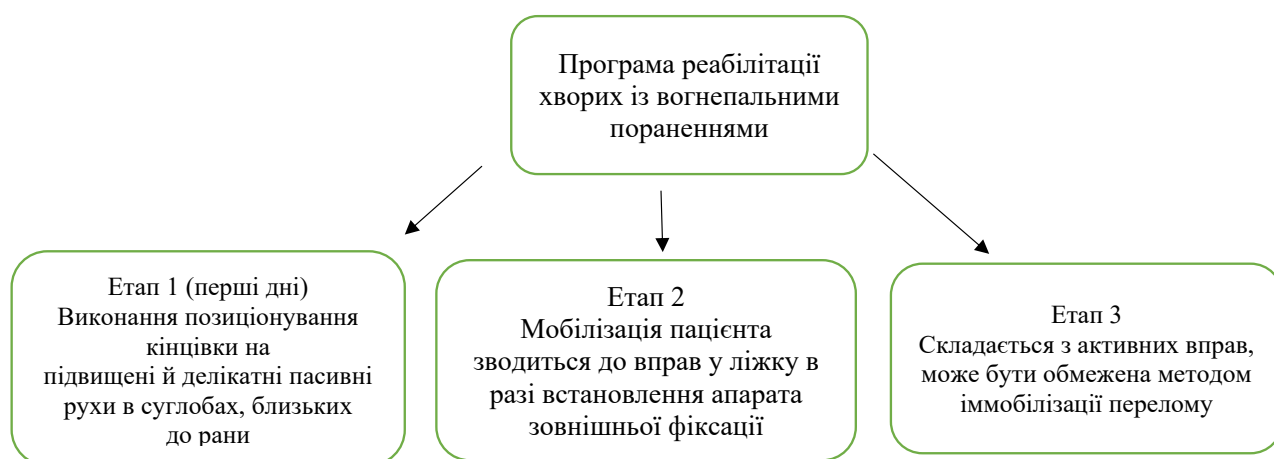 Програма реабілітації
хворих із вогнепальними
пораненнями
Етап 1 (перші дні)
Виконання позиціонування
кінцівки на
підвищені й делікатні пасивні
рухи в суглобах, близьких
до рани
Етап 2
Мобілізація пацієнта
зводиться до вправ у ліжку в
разі встановлення апарата
зовнішньої фіксації
Етап 3
Складається з активних вправ,
може бути обмежена методом
іммобілізації перелому